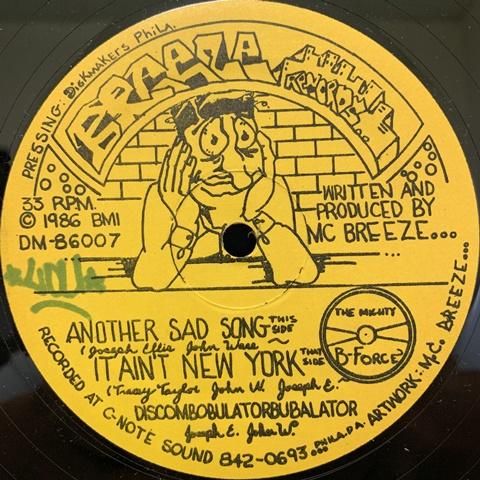 PRESSING: DISKMAKERS PHILA.
BREEZE
RECORDS...
33 RPM.
© 1986 BMI
DM-86007
WRITTEN AND
PRODUCED BY
MC BREEZE...
ANOTHER SAD SONG THIS SIDE
(Joseph Ellis John Ware
IT AINT NEW YORK THAT SIDE
(Tracey Taylor John W. Joseph E.
DISCOMBOBULATORBUBALATOR
Joseph E. John W.
THE MIGHTY
B-FORCE
RECORDED AT G-NOTE SOUND 842-0693... PHILA.PA. ARTWORK: M.C. BREEZE...